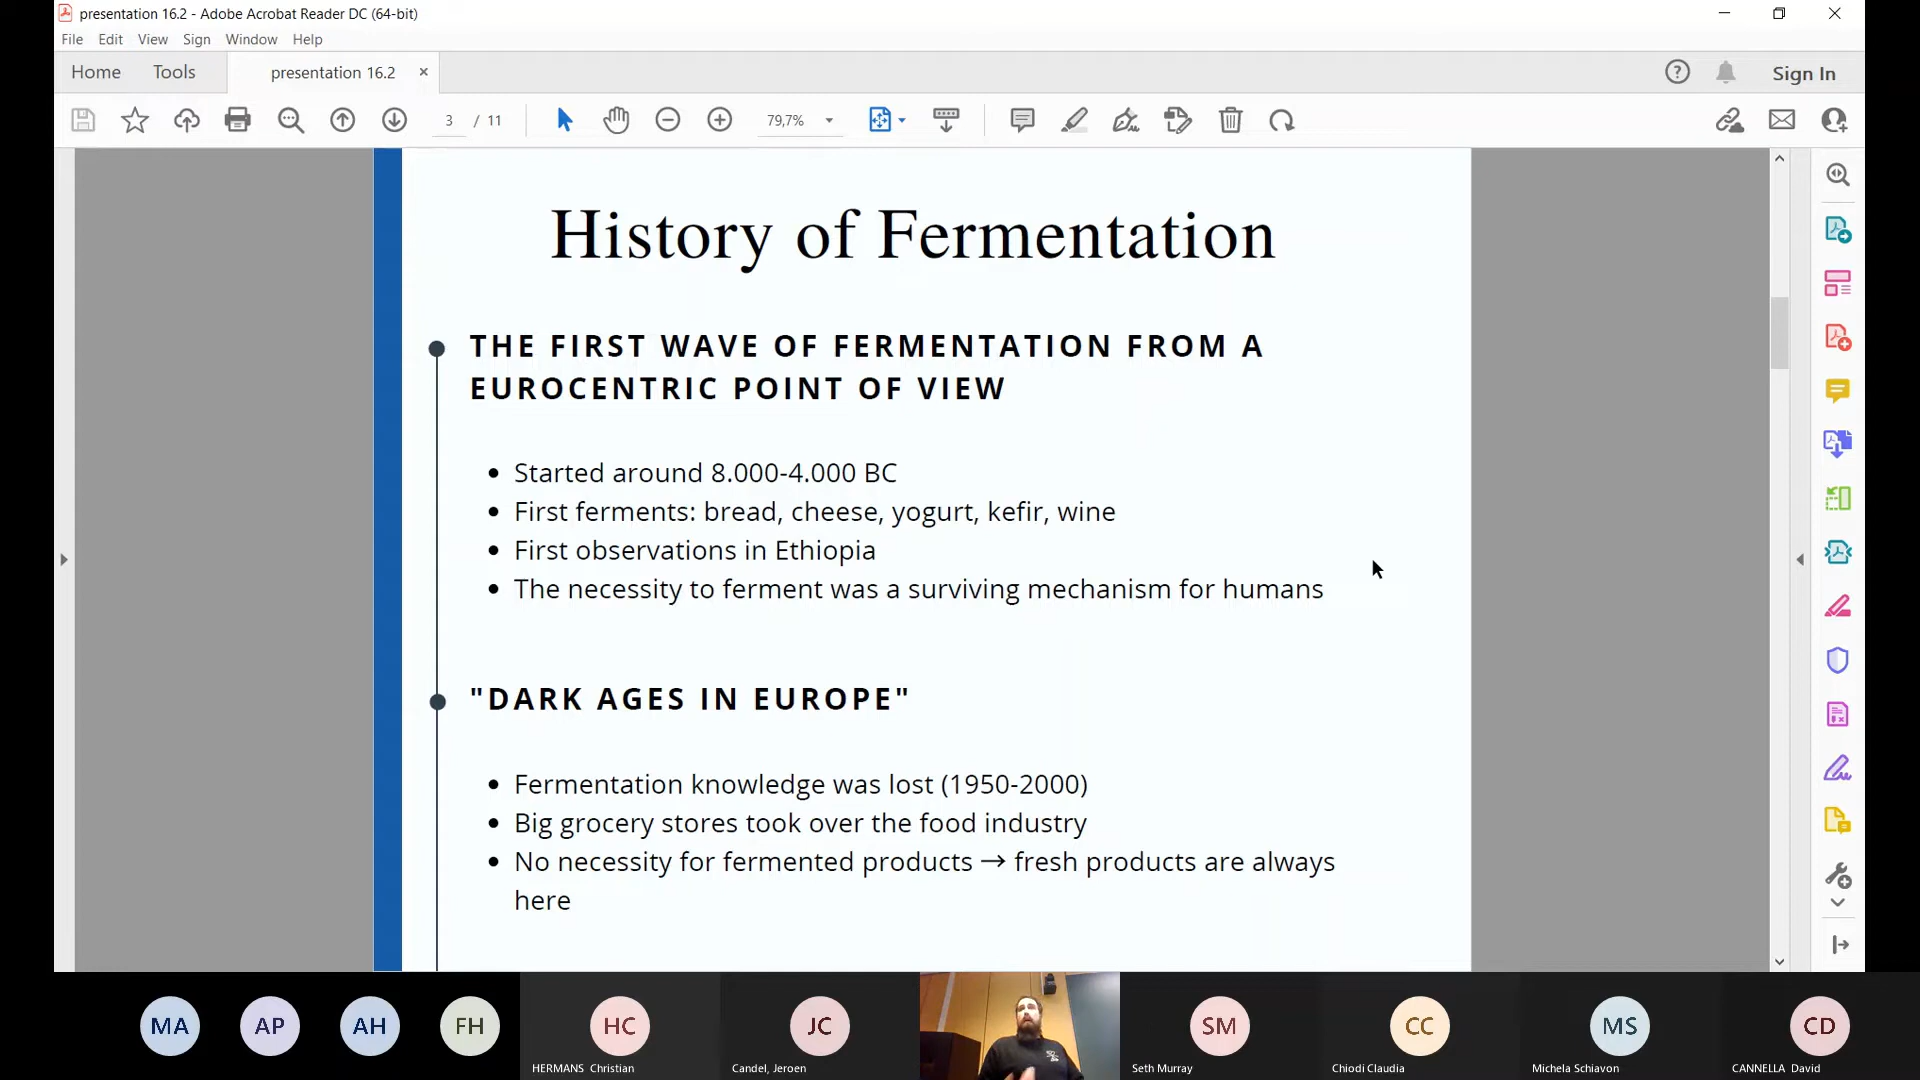 presentation 16.2 - Adobe Acrobat Reader DC (64-bit)
File Edit View Sign Window Help
Home Tools presentation 16.2 × Sign In
3 / 11 79,7%
History of Fermentation
THE FIRST WAVE OF FERMENTATION FROM A
EUROCENTRIC POINT OF VIEW
• Started around 8.000-4.000 BC
• First ferments: bread, cheese, yogurt, kefir, wine
• First observations in Ethiopia
• The necessity to ferment was a surviving mechanism for humans
"DARK AGES IN EUROPE"
• Fermentation knowledge was lost (1950-2000)
• Big grocery stores took over the food industry
• No necessity for fermented products → fresh products are always
here
MA AP AH FH HC JC SM CC MS CD
HERMANS Christian Candel, Jeroen Seth Murray Chiodi Claudia Michela Schiavon CANNELLA David